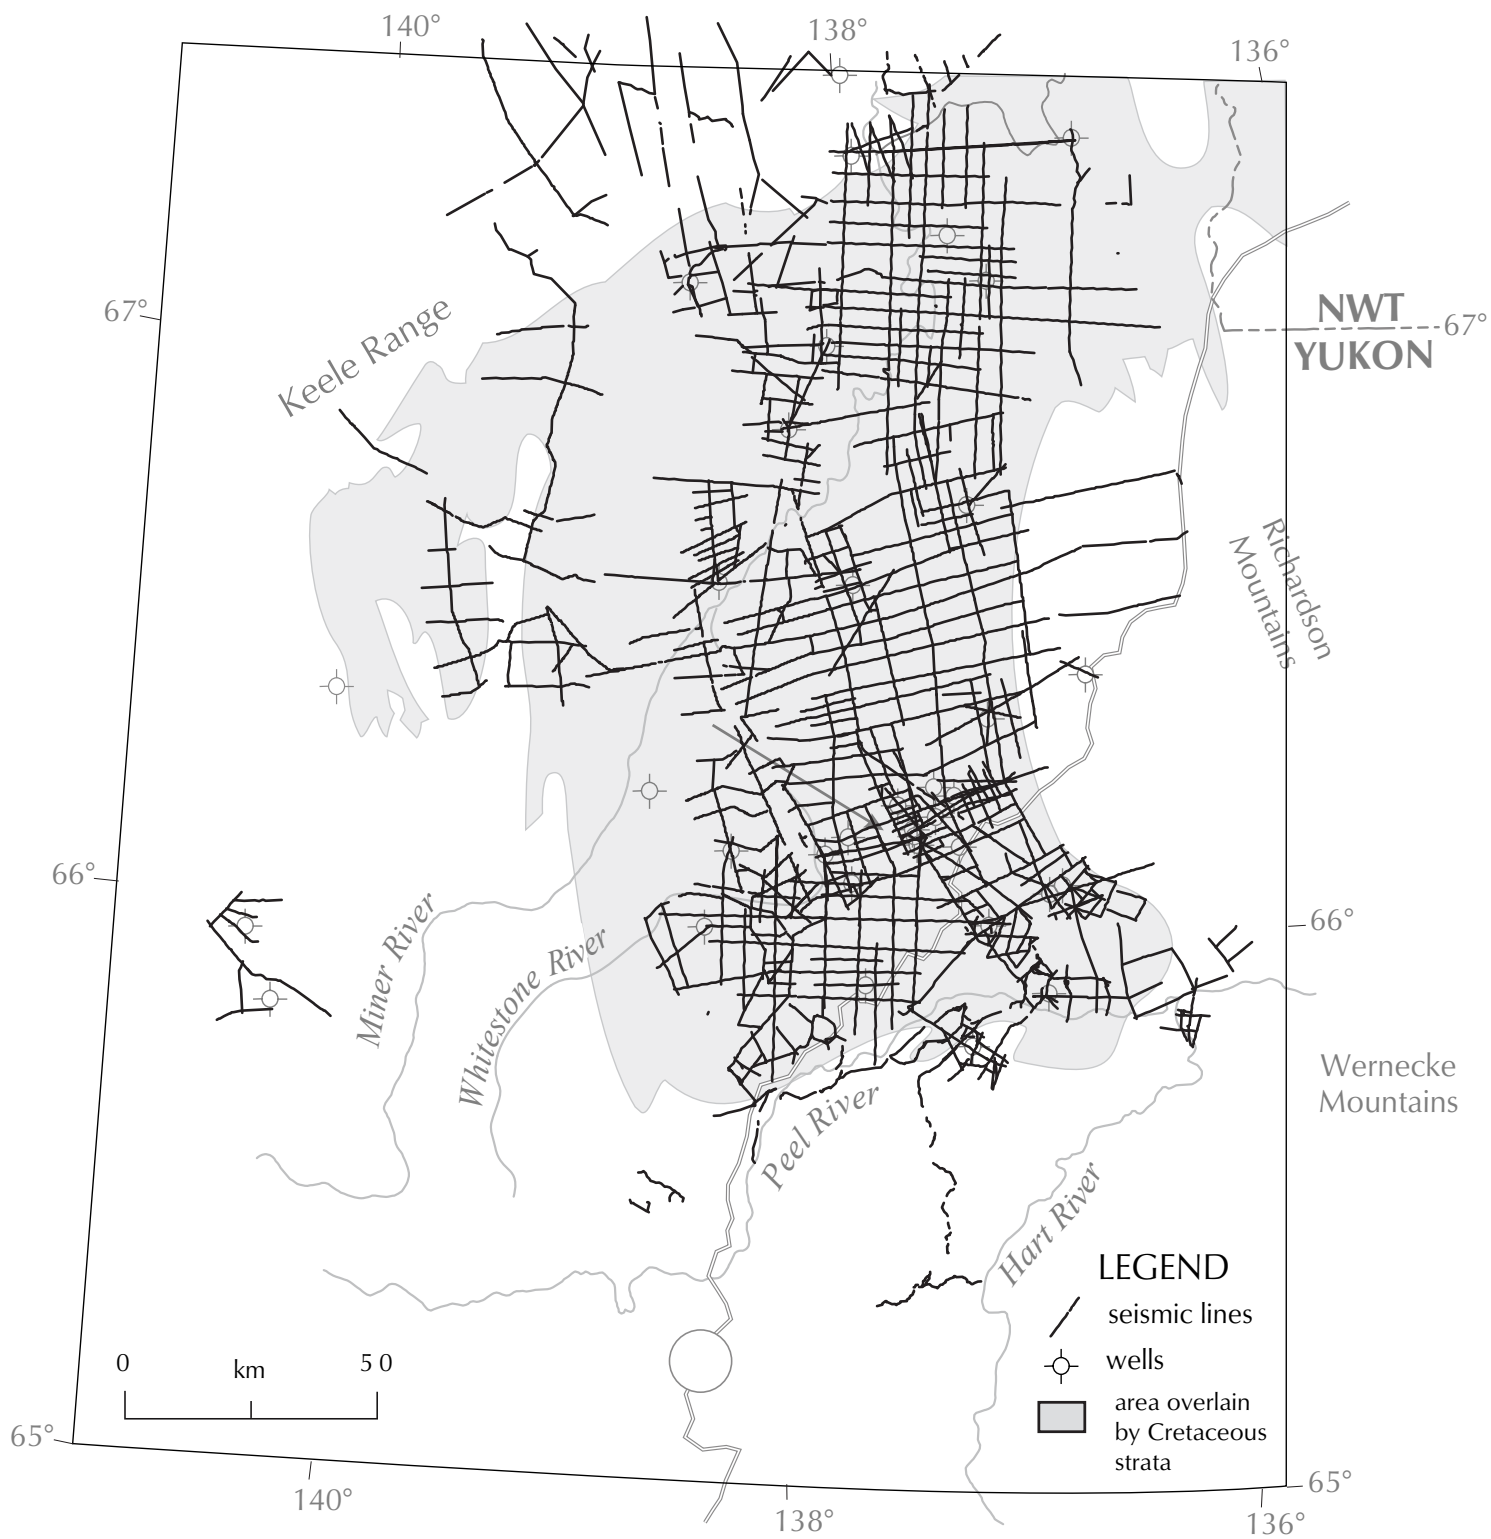 140°
138°
136°
67°
Keele Range
NWT
67°
YUKON
Richardson
Mountains
66°
66°
Miner River
Whitestone River
Peel River
Wernecke
Mountains
Hart River
LEGEND
seismic lines
wells
area overlain
by Cretaceous
strata
0 km 50
65°
65°
140°
138°
136°